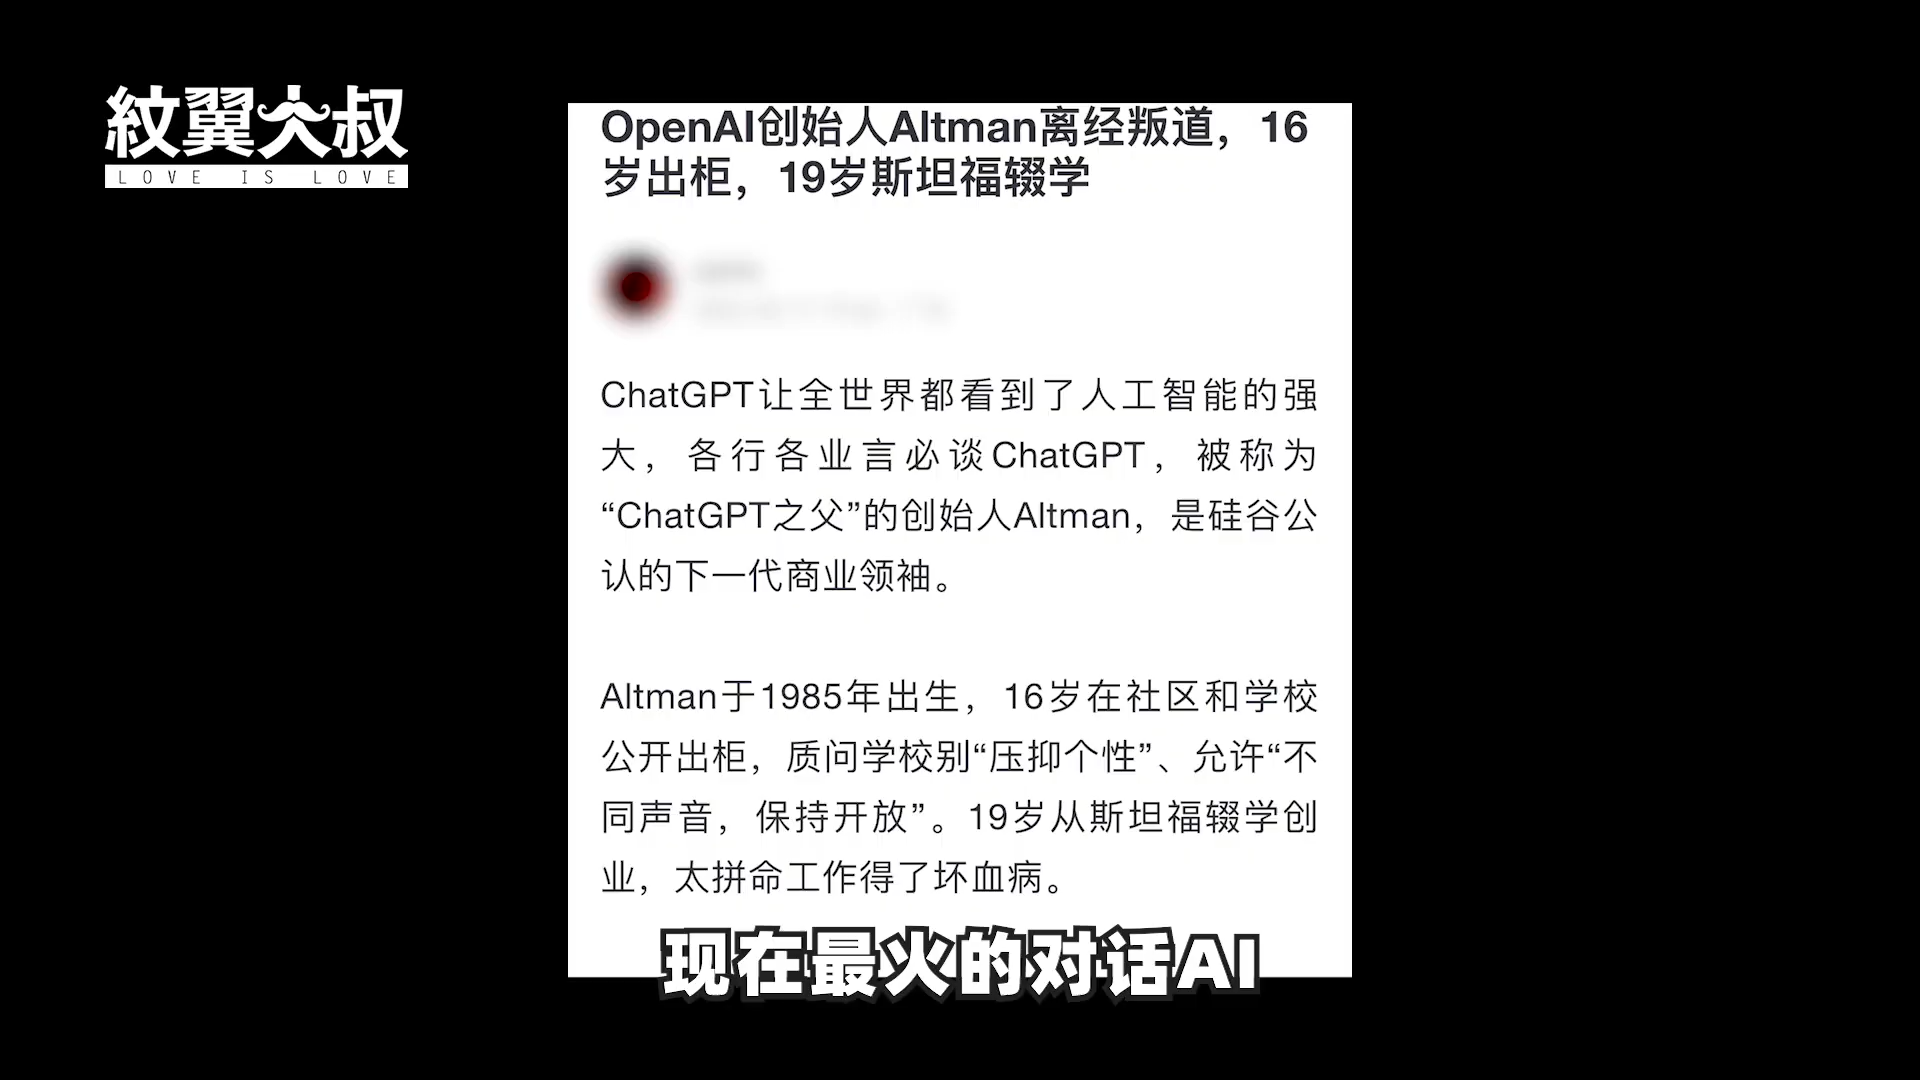 紋翼大叔
LOVE IS LOVE
OpenAI创始人Altman离经叛道，16
岁出柜，19岁斯坦福辍学
ChatGPT让全世界都看到了人工智能的强
大，各行各业言必谈ChatGPT，被称为
“ChatGPT之父”的创始人Altman，是硅谷公
认的下一代商业领袖。
Altman于1985年出生，16岁在社区和学校
公开出柜，质问学校别“压抑个性”、允许“不
同声音，保持开放”。19岁从斯坦福辍学创
业，太拼命工作得了坏血病。
现在最火的对话AI